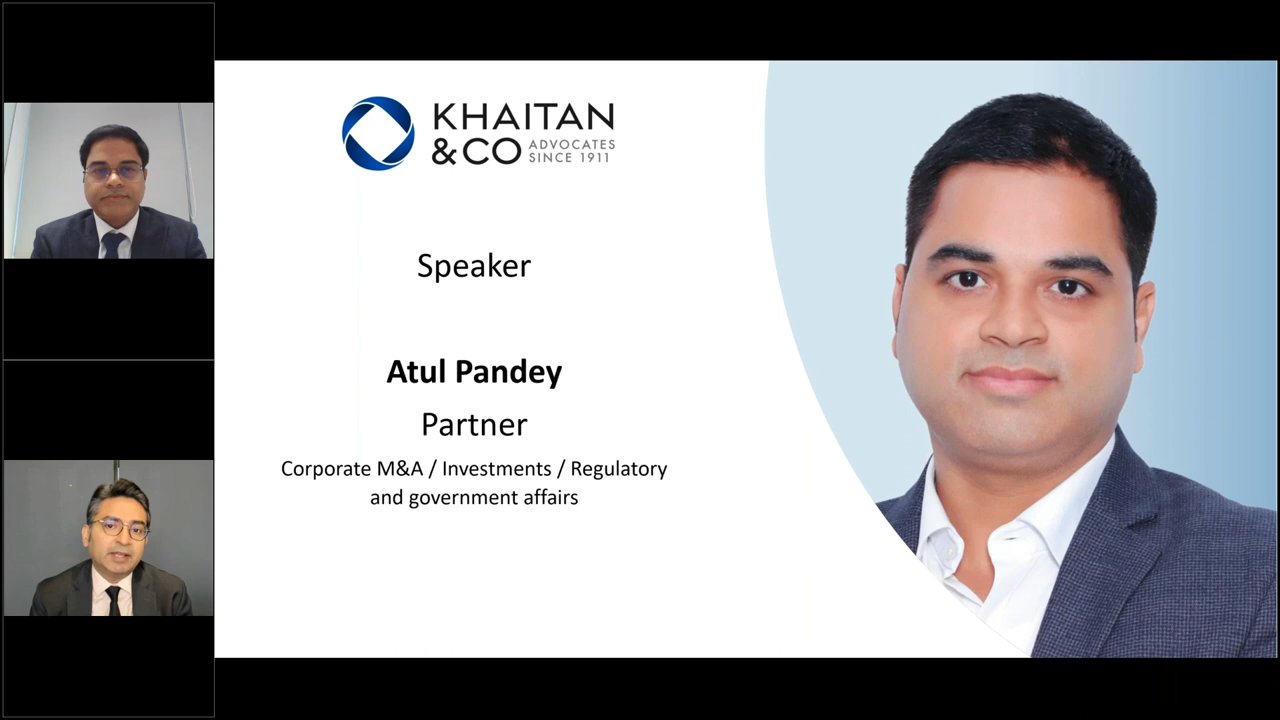 KHAITAN
&CO ADVOCATES
SINCE 1911
Speaker
Atul Pandey
Partner
Corporate M&A / Investments / Regulatory
and government affairs